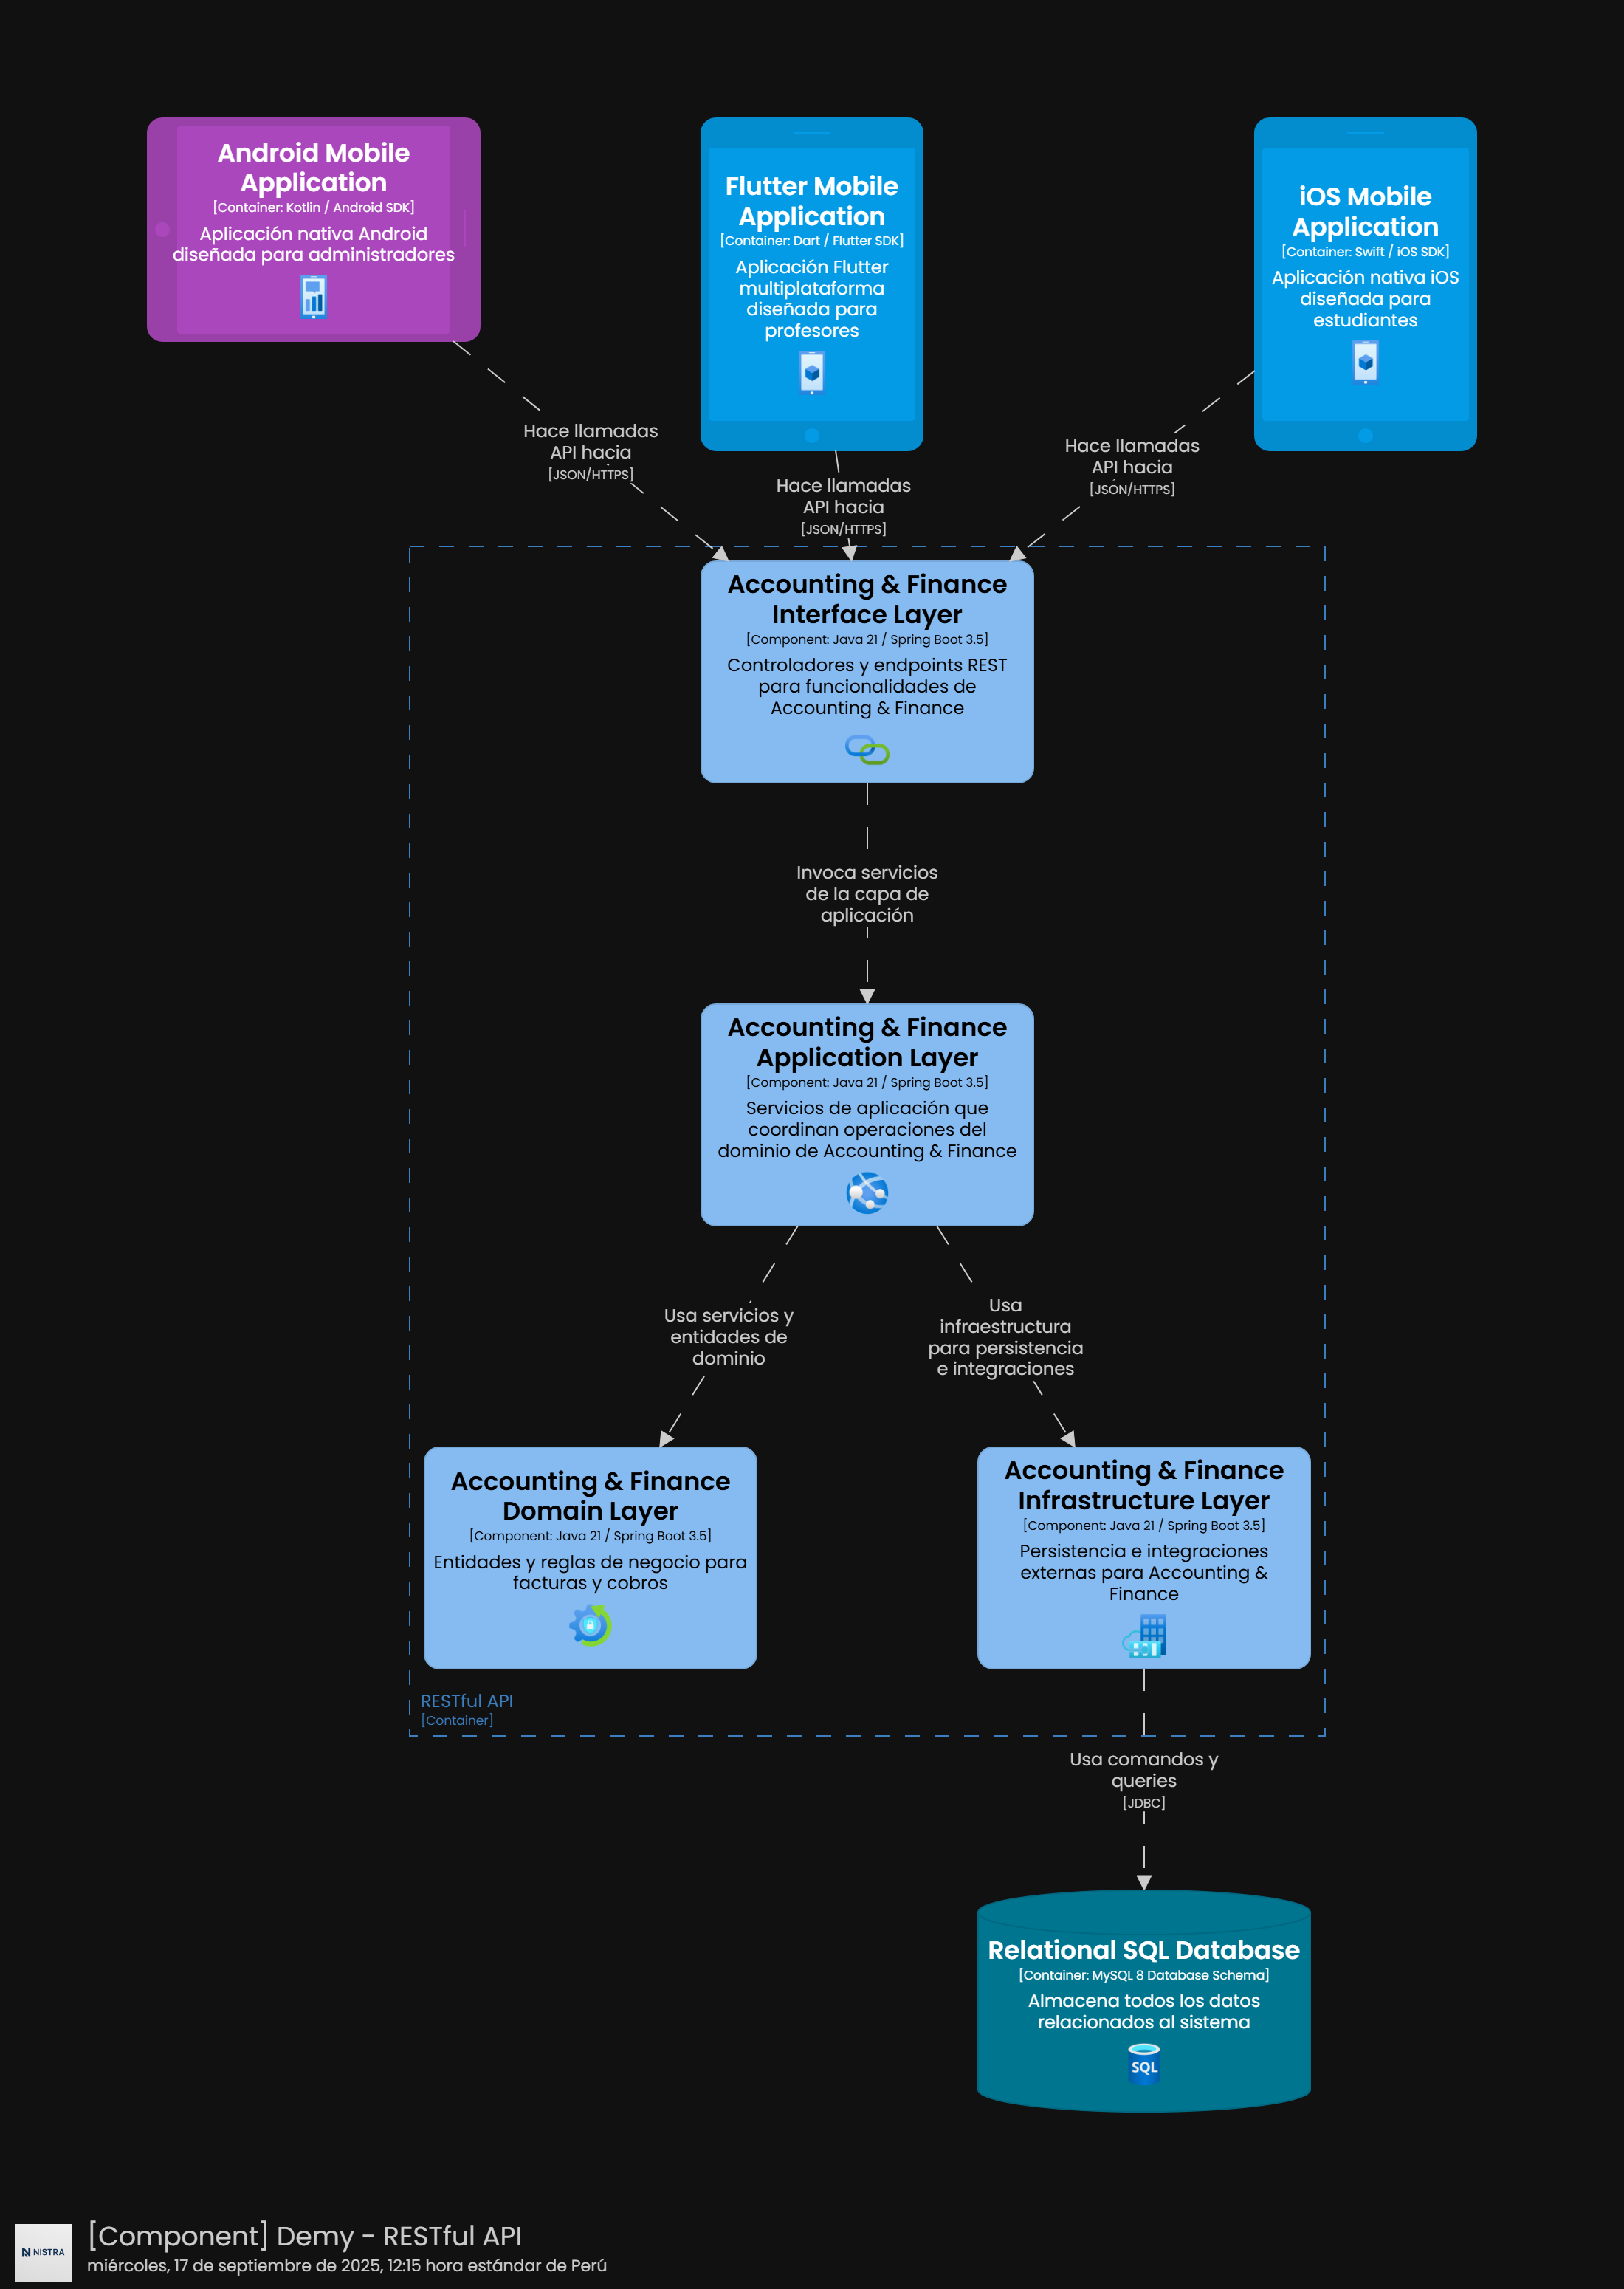 Android Mobile
Application
[Container: Kotlin / Android SDK]
Aplicación nativa Android
diseñada para administradores
Flutter Mobile
Application
[Container: Dart / Flutter SDK]
Aplicación Flutter
multiplataforma
diseñada para
profesores
iOS Mobile
Application
[Container: Swift / iOS SDK]
Aplicación nativa iOS
diseñada para
estudiantes
Hace llamadas
API hacia
[JSON/HTTPS]
Hace llamadas
API hacia
[JSON/HTTPS]
Hace llamadas
API hacia
[JSON/HTTPS]
Accounting & Finance
Interface Layer
[Component: Java 21 / Spring Boot 3.5]
Controladores y endpoints REST
para funcionalidades de
Accounting & Finance
Invoca servicios
de la capa de
aplicación
Accounting & Finance
Application Layer
[Component: Java 21 / Spring Boot 3.5]
Servicios de aplicación que
coordinan operaciones del
dominio de Accounting & Finance
Usa servicios y
entidades de
dominio
Usa
infraestructura
para persistencia
e integraciones
Accounting & Finance
Domain Layer
[Component: Java 21 / Spring Boot 3.5]
Entidades y reglas de negocio para
facturas y cobros
Accounting & Finance
Infrastructure Layer
[Component: Java 21 / Spring Boot 3.5]
Persistencia e integraciones
externas para Accounting &
Finance
RESTful API
[Container]
Usa comandos y
queries
[JDBC]
Relational SQL Database
[Container: MySQL 8 Database Schema]
Almacena todos los datos
relacionados al sistema
SQL
NISTRA
[Component] Demy - RESTful API
miércoles, 17 de septiembre de 2025, 12:15 hora estándar de Perú